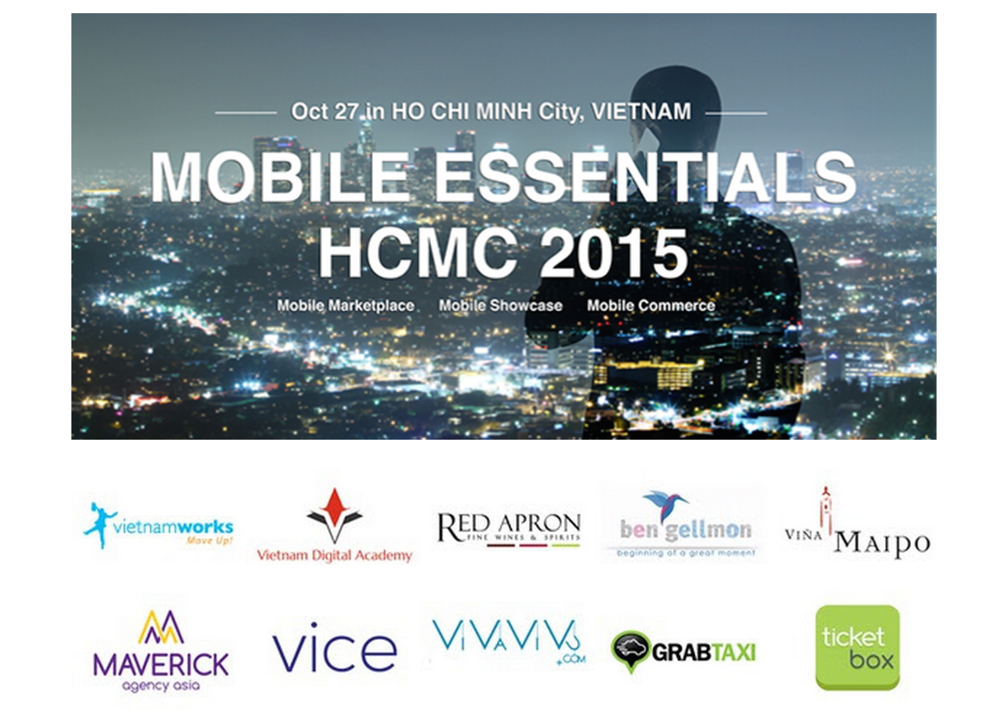 Oct 27 in HO CHI MINH City, VIETNAM
MOBILE ESSENTIALS
HCMC 2015
Mobile Marketplace Mobile Showcase Mobile Commerce
vietnamworks
Move Up!
Vietnam Digital Academy
RED APRON
FINE WINES & SPIRITS
ben gellmon
beginning of a great moment
VIÑA MAIPO
MAVERICK
agency asia
vice
VIVAVIVU
.COM
GRABTAXI
ticket
box